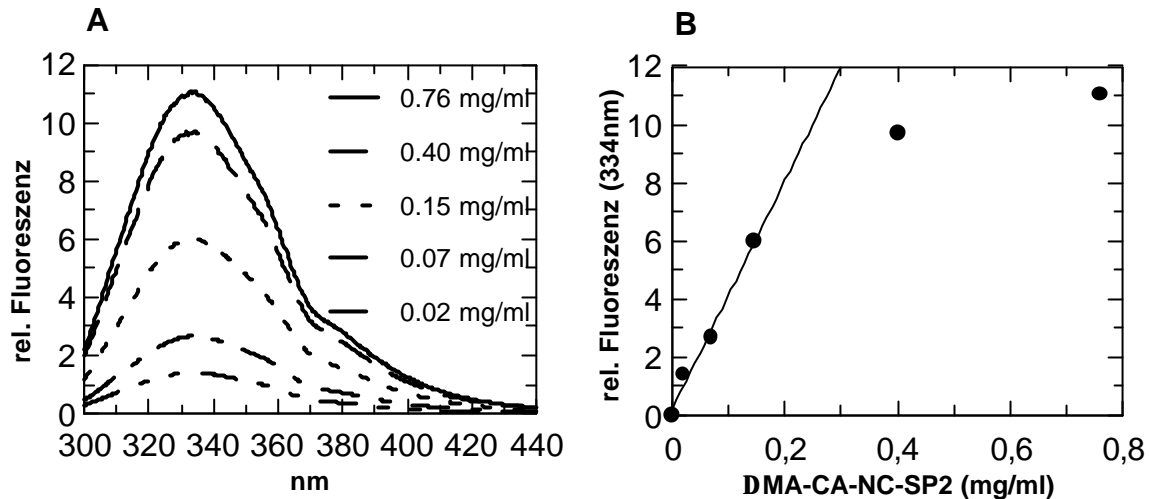 A
rel. Fluoreszenz
12
10
8
6
4
2
0
0.76 mg/ml
0.40 mg/ml
0.15 mg/ml
0.07 mg/ml
0.02 mg/ml
300 320 340 360 380 400 420 440
nm
B
rel. Fluoreszenz (334nm)
12
10
8
6
4
2
0
0 0,2 0,4 0,6 0,8
DMA-CA-NC-SP2 (mg/ml)